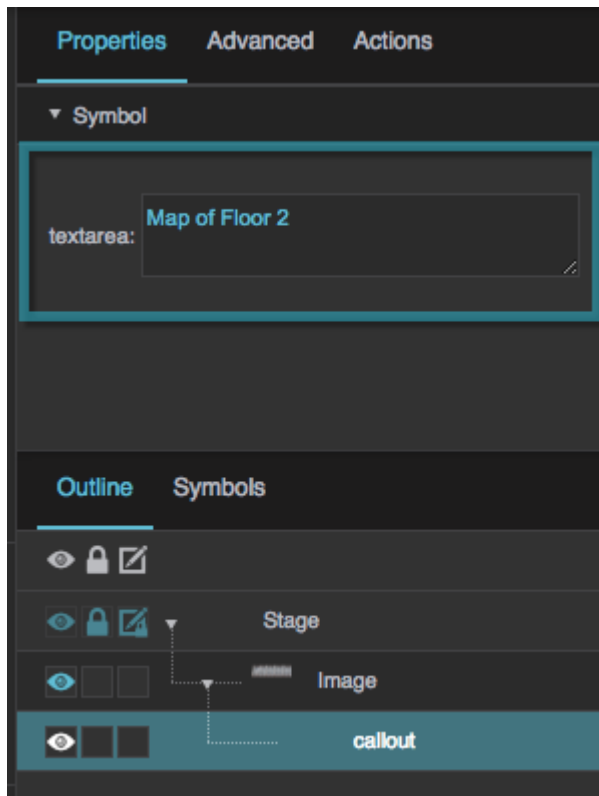 Properties Advanced Actions
Symbol
textarea: Map of Floor 2
Outline Symbols
Stage
Image
callout